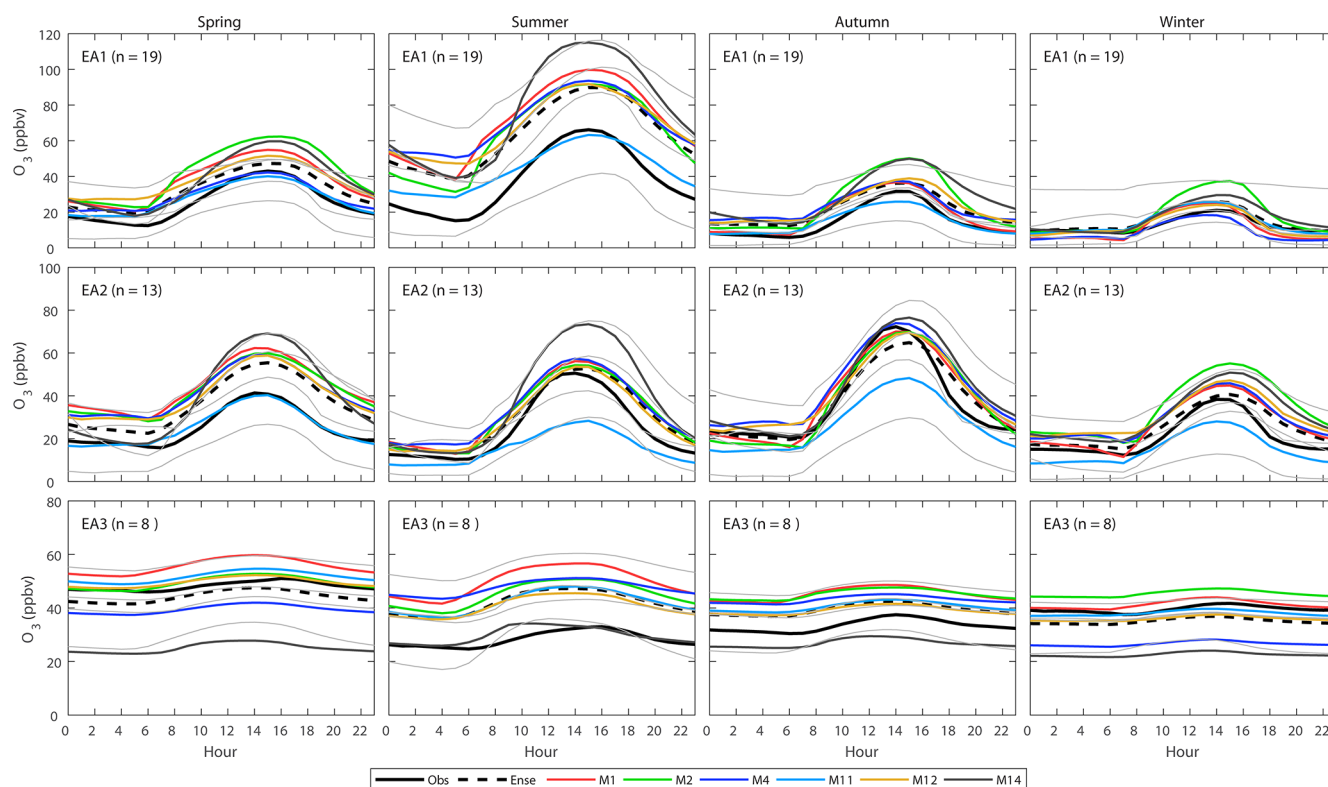 Spring Summer Autumn Winter
120
100
80
60
40
20
0
O3 (ppbv)
EA1 (n = 19) EA1 (n = 19) EA1 (n = 19) EA1 (n = 19)
100
80
60
40
20
0
O3 (ppbv)
EA2 (n = 13) EA2 (n = 13) EA2 (n = 13) EA2 (n = 13)
80
60
40
20
0
O3 (ppbv)
EA3 (n = 8 ) EA3 (n = 8 ) EA3 (n = 8 ) EA3 (n = 8)
0 2 4 6 8 10 12 14 16 18 20 22 0 2 4 6 8 10 12 14 16 18 20 22 0 2 4 6 8 10 12 14 16 18 20 22 0 2 4 6 8 10 12 14 16 18 20 22
Hour Hour Hour Hour
Obs Ense M1 M2 M4 M11 M12 M14